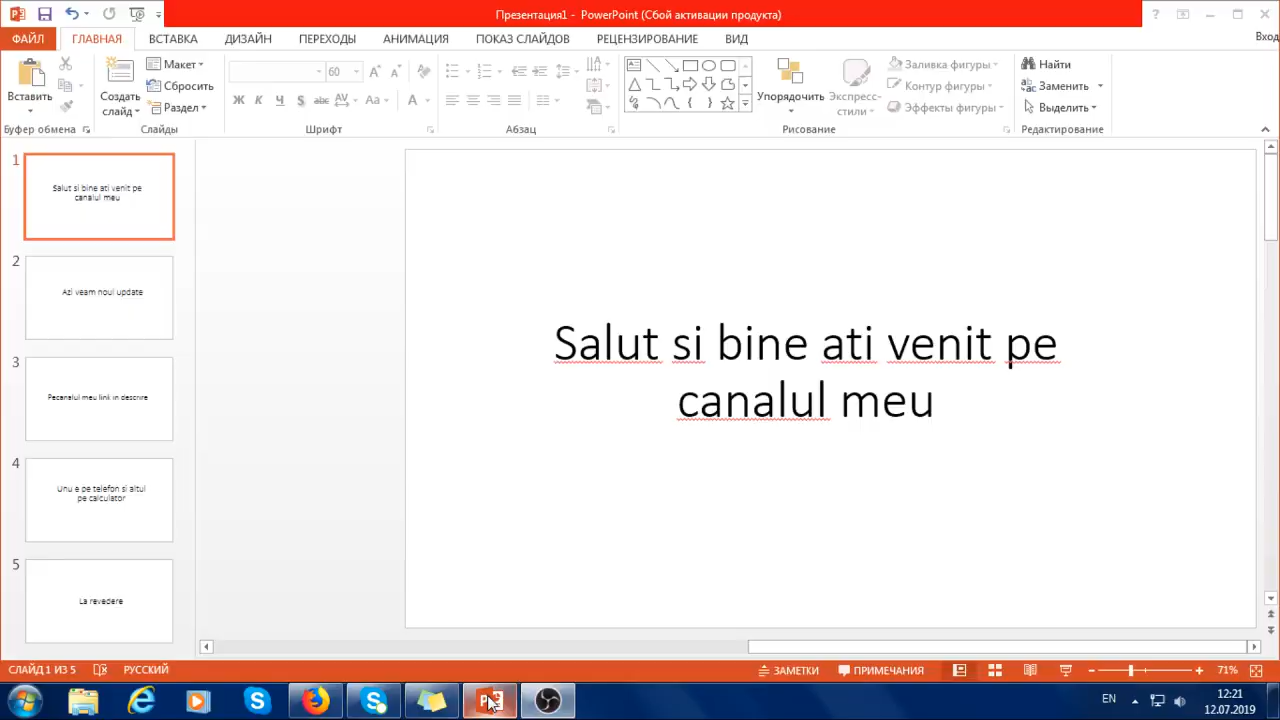 Презентация1 - PowerPoint (Сбой активации продукта)
ФАЙЛ ГЛАВНАЯ ВСТАВКА ДИЗАЙН ПЕРЕХОДЫ АНИМАЦИЯ ПОКАЗ СЛАЙДОВ РЕЦЕНЗИРОВАНИЕ ВИД Вход
Вставить
Буфер обмена
Создать слайд
Макет
Сбросить
Раздел
Слайды
60
Ж К Ч S abc AV Aa A
Шрифт
Абзац
Упорядочить
Экспресс-стили
Заливка фигуры
Контур фигуры
Эффекты фигуры
Рисование
Найти
Заменить
Выделить
Редактирование
1
Salut si bine ati venit pe
canalul meu
2
Azi veam noul update
3
Pecanalul meu link in descrire
4
Unu e pe telefon si altul
pe calculator
5
La revedere
Salut si bine ati venit pe
canalul meu
СЛАЙД 1 ИЗ 5 РУССКИЙ ЗАМЕТКИ ПРИМЕЧАНИЯ 71%
EN 12:21
12.07.2019